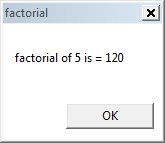 factorial
factorial of 5 is = 120
OK